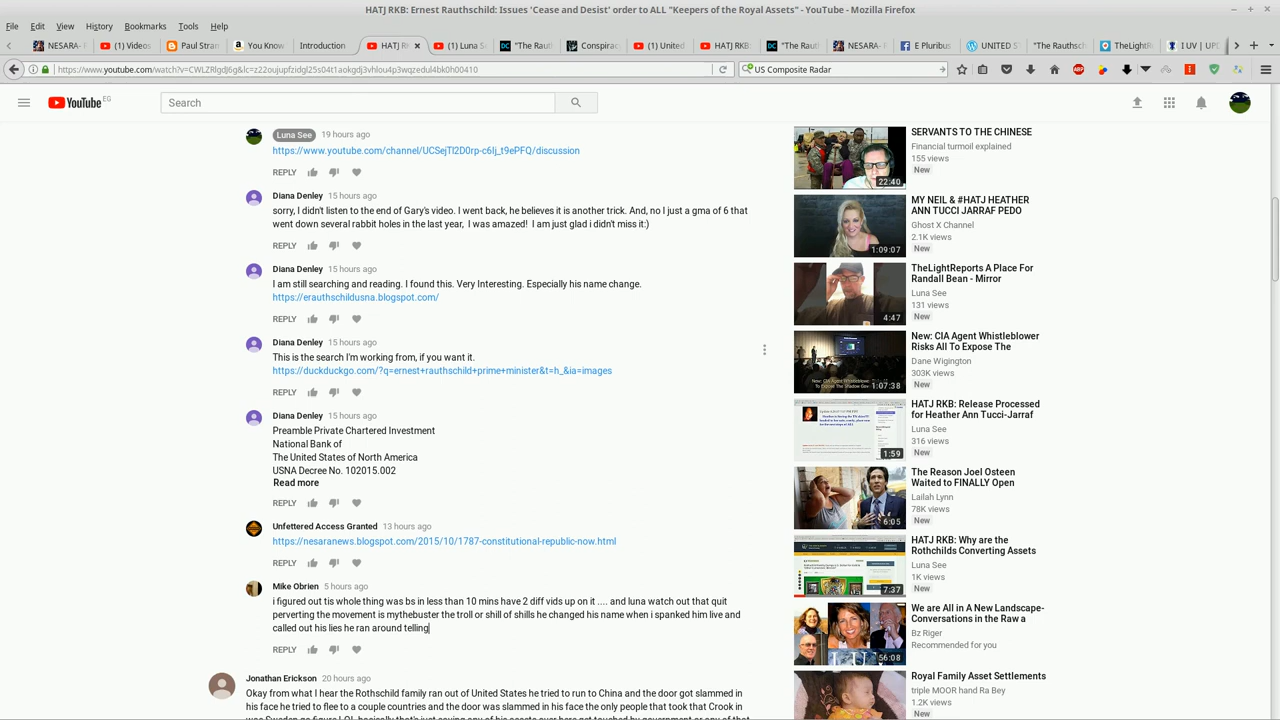 HATJ RKB: Ernest Rauthschild - Purported Order to ALL "Keepers of the Assets" Worldwide - YouTube - Mozilla Firefox
File Edit View History Bookmarks Tools Help
NESARA- (1) Videos Paul Stran You Know Introduction HATJ R (1) Luna S "The Raut Conspirac (1) United HATJ RKB: "The Raut NESARA- E Pluribus UNITED S "The Rauthsc TheLightR I UV | UPD
https://www.youtube.com/watch?v=CWLZRlgdJ6g&lc=z22oujupfzidgl25s04t1aokgdj3vhlou4p3wqzedul4bk0h00410 US Composite Radar
YouTube EG Search
Luna See 19 hours ago
https://www.youtube.com/channel/UCSejTl2D0rp-c6Ij_t9ePFQ/discussion
REPLY
Diana Denley 15 hours ago
sorry, I didn't listen to the end of Gary's video. I went back, he believes it is another trick. And, no I just a gma of 6 that
went down several rabbit holes in the last year, I was amazed! I am just glad i didn't miss it:)
REPLY
Diana Denley 15 hours ago
I am still searching and reading. I found this. Very Interesting. Especially his name change.
https://erauthschildusna.blogspot.com/
REPLY
Diana Denley 15 hours ago
This is the search I'm working from, if you want it.
https://duckduckgo.com/?q=ernest+rauthschild+prime+minister&t=h_&ia=images
REPLY
Diana Denley 15 hours ago
Preamble Private Chartered Investment
National Bank of
The United States of North America
USNA Decree No. 102015.002
Read more
REPLY
Unfettered Access Granted 13 hours ago
https://nesaranews.blogspot.com/2015/10/1787-constitutional-republic-now.html
REPLY
Mike Obrien 5 hours ago
i figured out tis whole thing was bs in less than 10 mins have 2 diff vids up on it .... and luna watch out that quit
perverting the movement is mythebuster the troll or shill of shills he changed his name when i spanked him live and
called out his lies he ran around telling
REPLY
Jonathan Erickson 20 hours ago
Okay from what I hear the Rothschild family ran out of United States he tried to run to China and the door got slammed in
his face he tried to flee to a couple countries and the door was slammed in his face the only people that took that Crook in
SERVANTS TO THE CHINESE
Financial turmoil explained
155 views
New
22:40
MY NEIL & #HATJ HEATHER
ANN TUCCI JARRAF PEDO
Ghost X Channel
2.1K views
New
1:09:07
TheLightReports A Place For
Randall Bean - Mirror
Luna See
131 views
New
4:47
New: CIA Agent Whistleblower
Risks All To Expose The
Dane Wigington
303K views
New
1:07:38
HATJ RKB: Release Processed
for Heather Ann Tucci-Jarraf
Luna See
316 views
New
1:59
The Reason Joel Osteen
Waited to FINALLY Open
Lailah Lynn
78K views
New
6:05
HATJ RKB: Why are the
Rothchilds Converting Assets
Luna See
1K views
New
7:37
We are All in A New Landscape-
Conversations in the Raw a
Bz Riger
Recommended for you
56:08
Royal Family Asset Settlements
triple MOOR hand Ra Bey
1.2K views
New